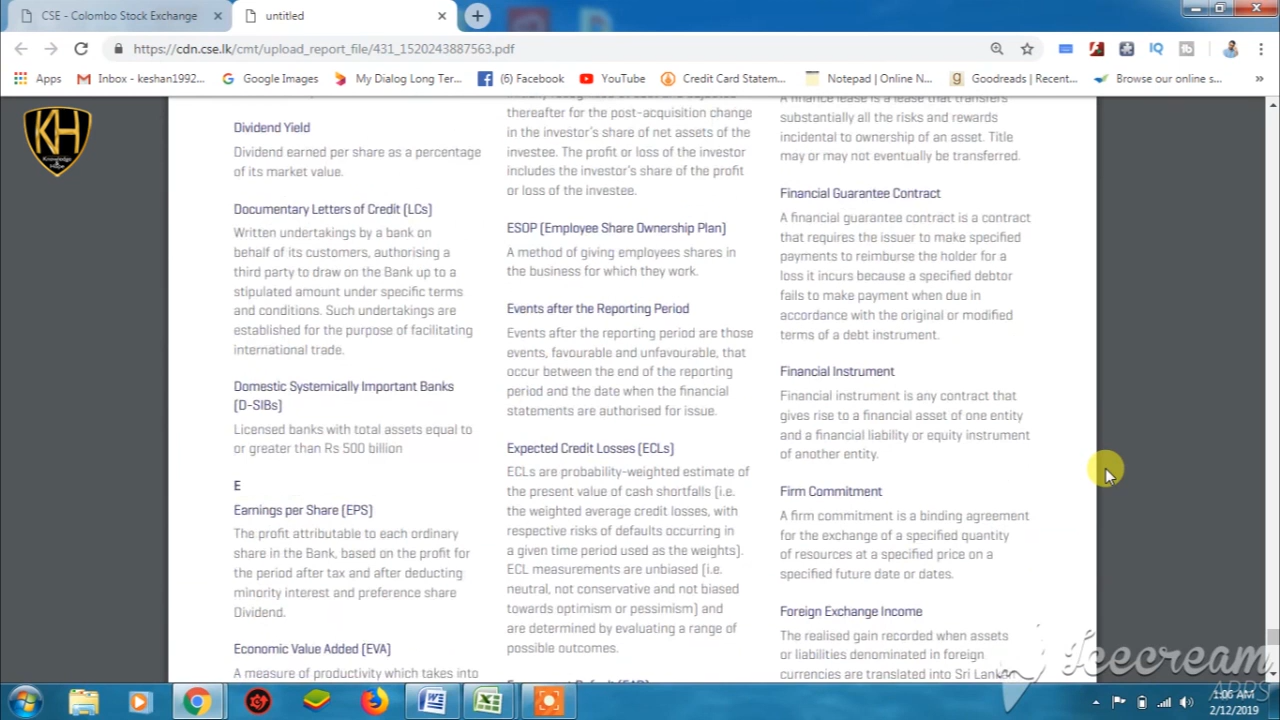 CSE - Colombo Stock Exchange
untitled
https://cdn.cse.lk/cmt/upload_report_file/431_1520243887563.pdf
Apps
Inbox - keshan1992...
Google Images
My Dialog Long Ter...
(6) Facebook
YouTube
Credit Card Statem...
Notepad | Online N...
Goodreads | Recent...
Browse our online s...
KH
Knowledge
Dividend Yield
Dividend earned per share as a percentage
of its market value.
Documentary Letters of Credit (LCs)
Written undertakings by a bank on
behalf of its customers, authorising a
third party to draw on the Bank up to a
stipulated amount under specific terms
and conditions. Such undertakings are
established for the purpose of facilitating
international trade.
Domestic Systemically Important Banks
(D-SIBs)
Licensed banks with total assets equal to
or greater than Rs 500 billion
E
Earnings per Share (EPS)
The profit attributable to each ordinary
share in the Bank, based on the profit for
the period after tax and after deducting
minority interest and preference share
Dividend.
Economic Value Added (EVA)
A measure of productivity which takes into
thereafter for the post-acquisition change
in the investor's share of net assets of the
investee. The profit or loss of the investor
includes the investor's share of the profit
or loss of the investee.
ESOP (Employee Share Ownership Plan)
A method of giving employees shares in
the business for which they work.
Events after the Reporting Period
Events after the reporting period are those
events, favourable and unfavourable, that
occur between the end of the reporting
period and the date when the financial
statements are authorised for issue.
Expected Credit Losses (ECLs)
ECLs are probability-weighted estimate of
the present value of cash shortfalls (i.e.
the weighted average credit losses, with
respective risks of defaults occurring in
a given time period used as the weights).
ECL measurements are unbiased (i.e.
neutral, not conservative and not biased
towards optimism or pessimism) and
are determined by evaluating a range of
possible outcomes.
A finance lease is a lease that transfers
substantially all the risks and rewards
incidental to ownership of an asset. Title
may or may not eventually be transferred.
Financial Guarantee Contract
A financial guarantee contract is a contract
that requires the issuer to make specified
payments to reimburse the holder for a
loss it incurs because a specified debtor
fails to make payment when due in
accordance with the original or modified
terms of a debt instrument.
Financial Instrument
Financial instrument is any contract that
gives rise to a financial asset of one entity
and a financial liability or equity instrument
of another entity.
Firm Commitment
A firm commitment is a binding agreement
for the exchange of a specified quantity
of resources at a specified price on a
specified future date or dates.
Foreign Exchange Income
The realised gain recorded when assets
or liabilities denominated in foreign
currencies are translated into Sri Lankan
Icecream
APPS
1:06 AM
2/12/2019